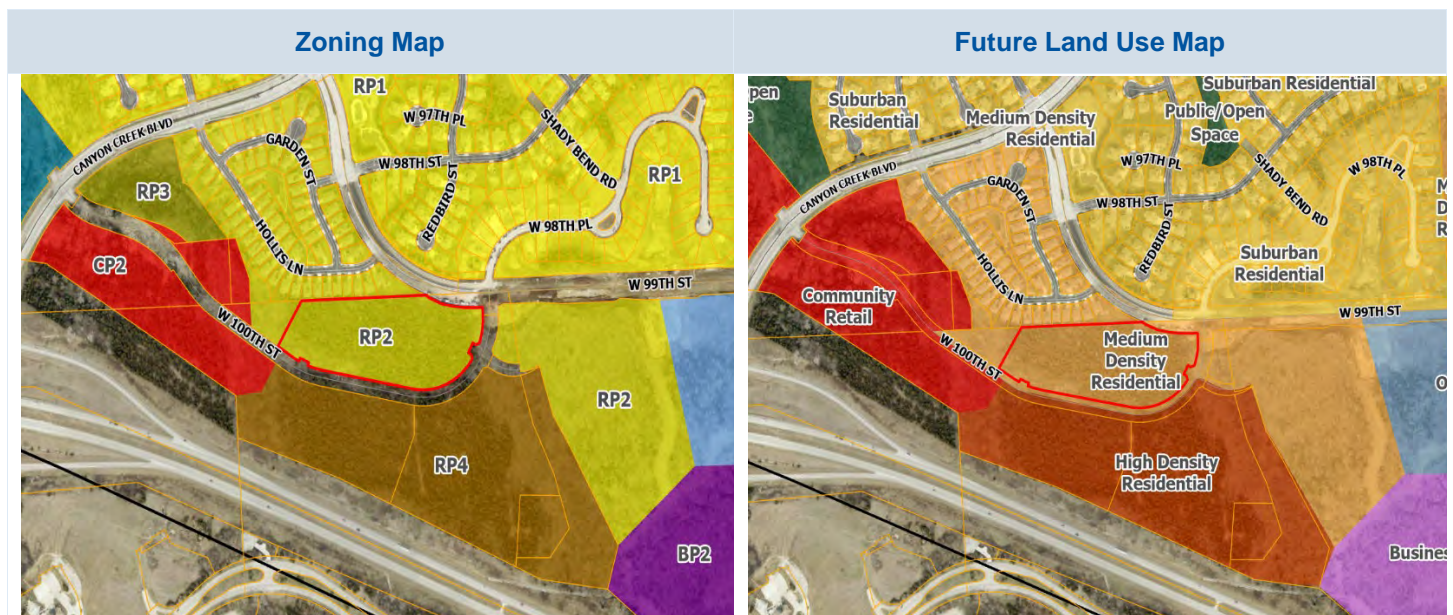 Zoning Map
Future Land Use Map
RP1
CANYON CREEK BLVD
W 97TH PL
GARDEN ST
W 98TH ST
SHADY BEND RD
RP1
RP3
REDBIRD ST
W 98TH PL
HOLLIS LN
CP2
W 99TH ST
W 100TH ST
RP2
RP2
RP4
BP2
Suburban Residential
Suburban
Residential
Medium Density
Residential
Public/Open
Space
W 97TH PL
W 98TH PL
CANYON CREEK BLVD
GARDEN ST
SHADY BEND RD
W 98TH ST
REDBIRD ST
Suburban
Residential
HOLLIS LN
Community
Retail
W 99TH ST
W 100TH ST
Medium
Density
Residential
High Density
Residential
Busines